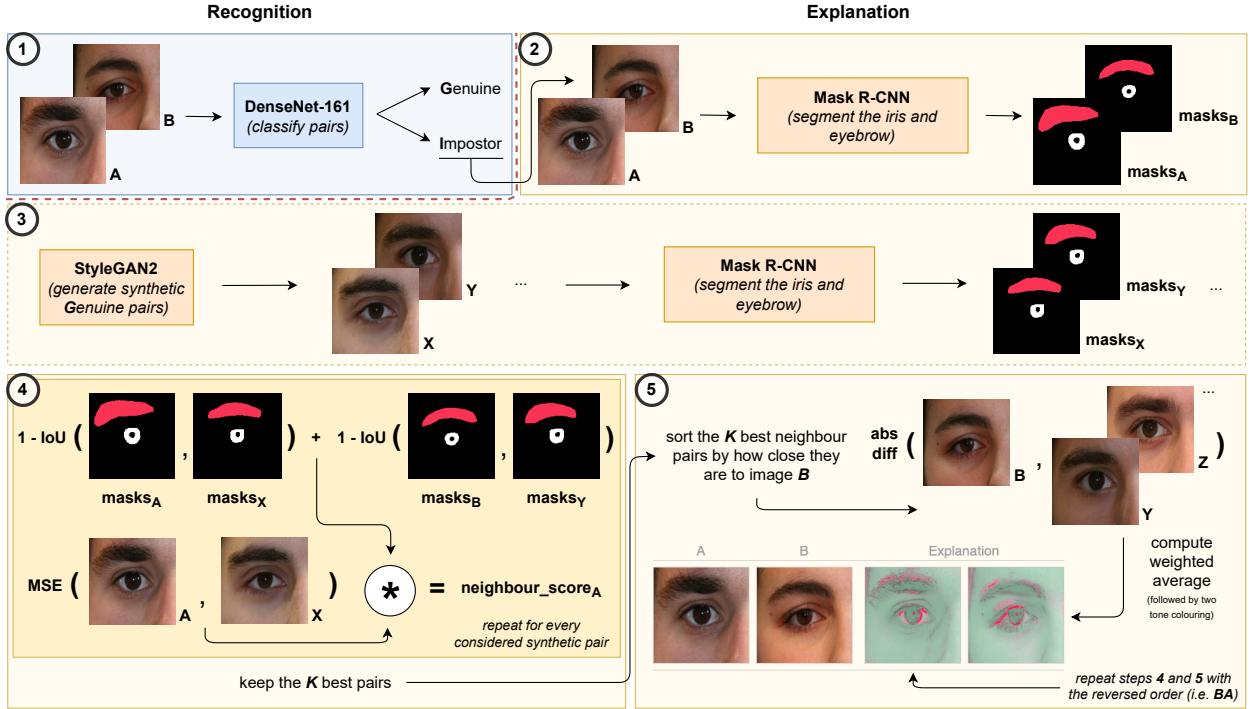 Recognition
Explanation
1
A
B
DenseNet-161
(classify pairs)
Genuine
Impostor
2
A
B
Mask R-CNN
(segment the iris and
eyebrow)
masksB
masksA
3
StyleGAN2
(generate synthetic
Genuine pairs)
Y
X
...
Mask R-CNN
(segment the iris and
eyebrow)
masksY
masksX
...
4
1 - IoU ( , ) + 1 - IoU ( , )
masksA masksX masksB masksY
MSE ( A , X ) * = neighbour_scoreA
repeat for every
considered synthetic pair
keep the K best pairs
5
sort the K best neighbour
pairs by how close they
are to image B
abs
diff ( B , Y Z ... )
compute
weighted
average
(followed by two
tone colouring)
A B Explanation
repeat steps 4 and 5 with
the reversed order (i.e. BA)